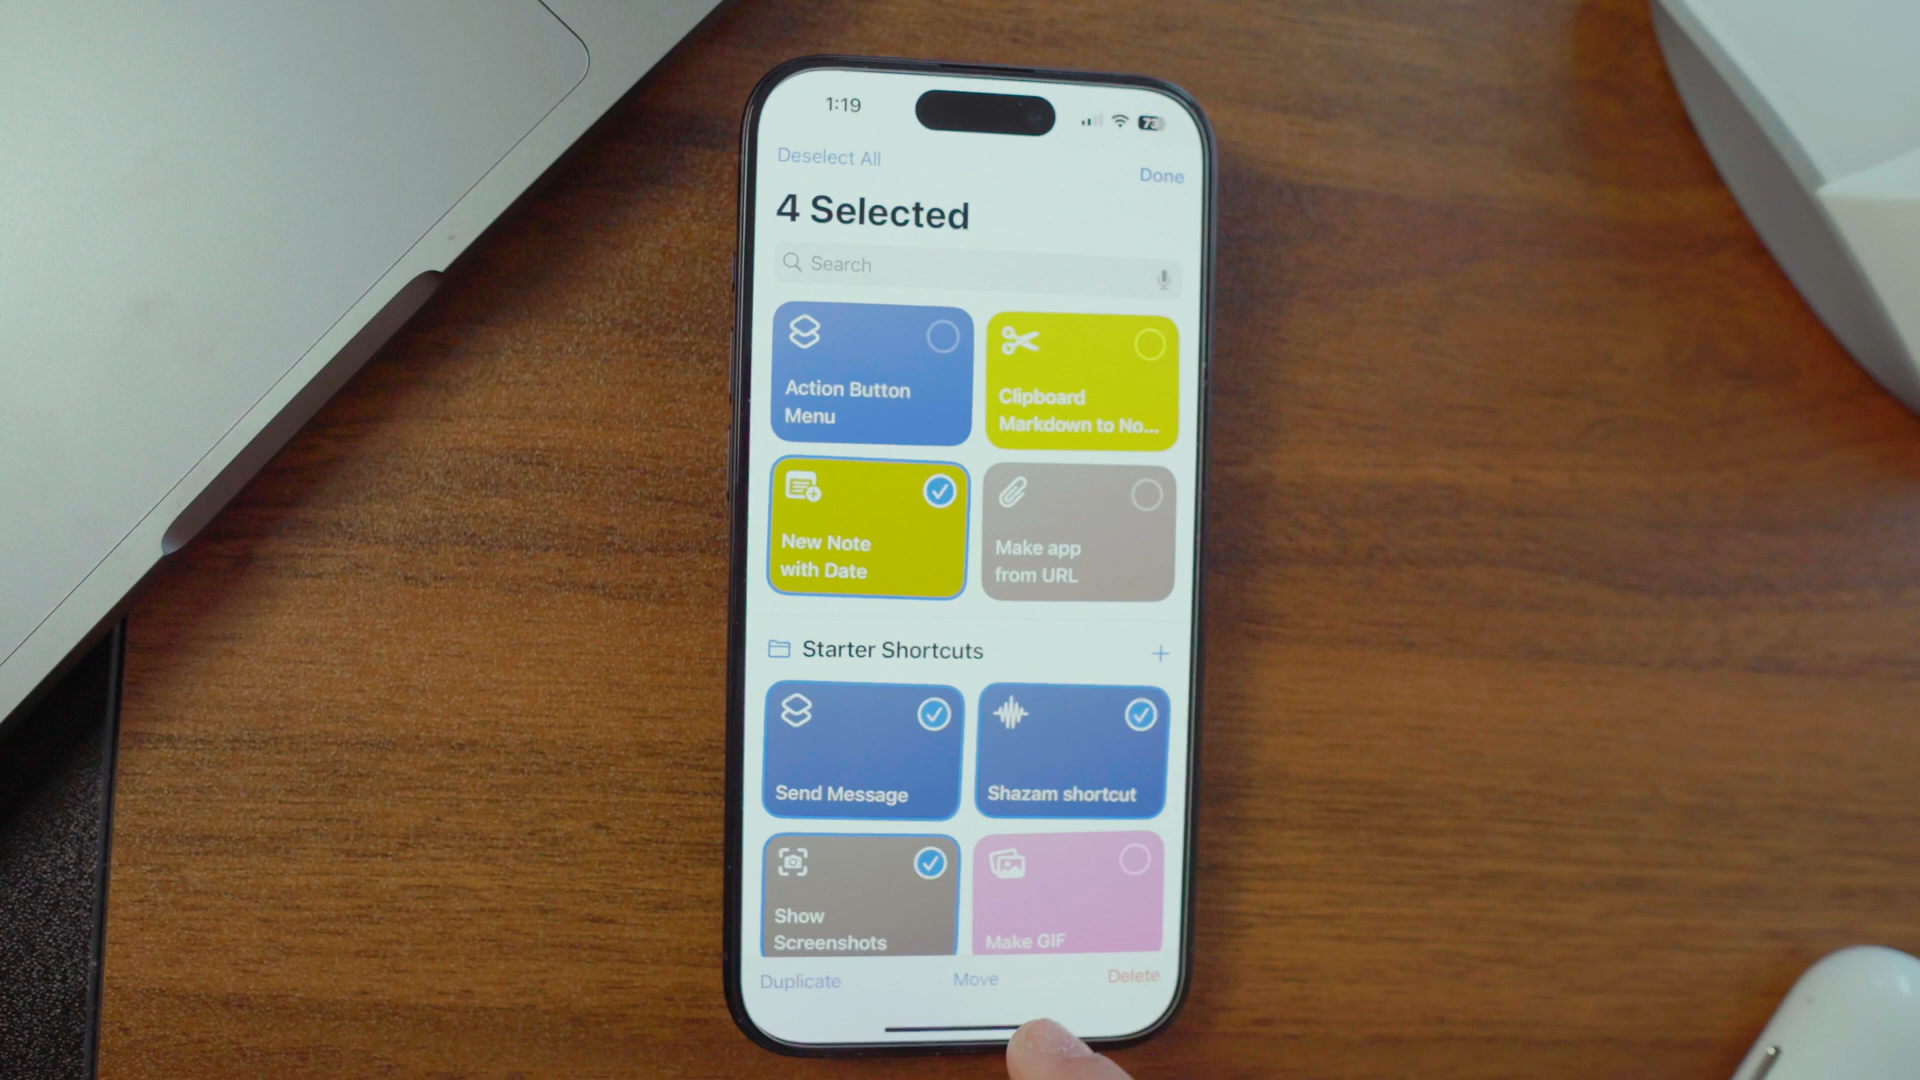 1:19
73
Deselect All
Done
4 Selected
Search
Action Button
Menu
Clipboard
Markdown to No...
New Note
with Date
Make app
from URL
Starter Shortcuts
Send Message
Shazam shortcut
Show
Screenshots
Make GIF
Duplicate
Move
Delete